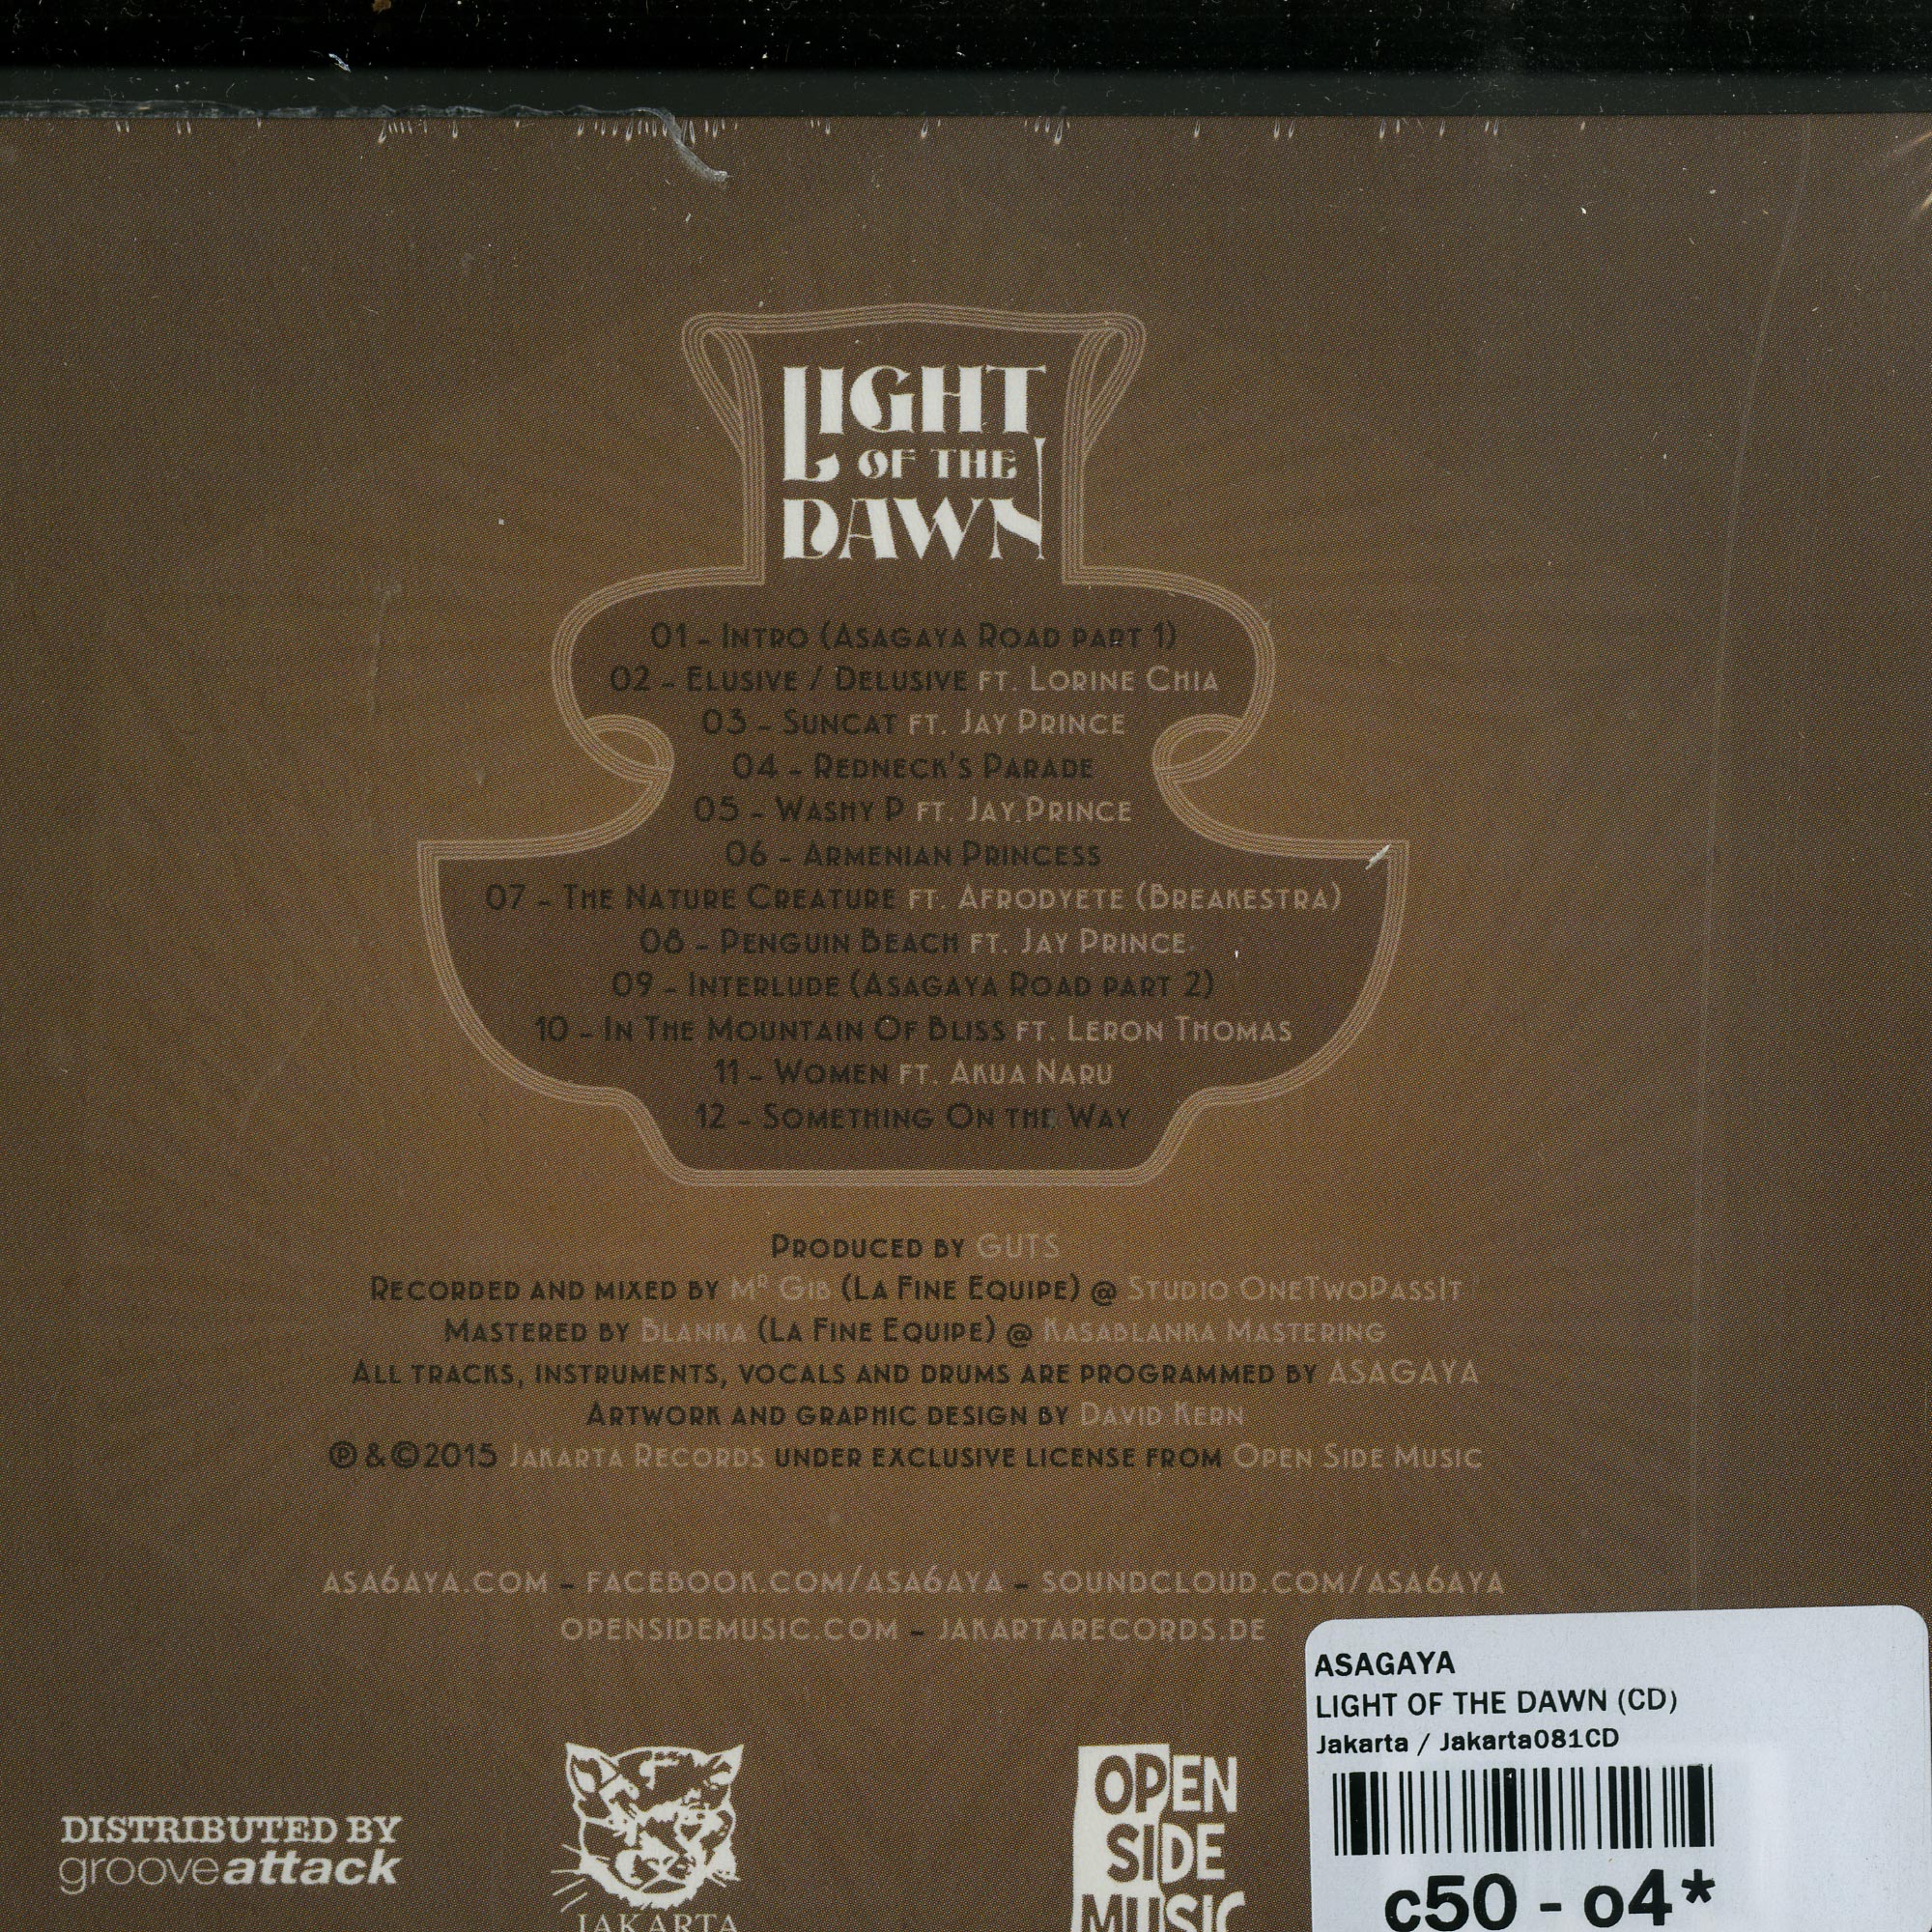 LIGHT
OF THE
DAWN
01 - Intro (Asagaya Road part 1)
02 - Elusive / Delusive ft. Lorine Chia
03 - Suncat ft. Jay Prince
04 - Redneck's Parade
05 - Washy P ft. Jay Prince
06 - Armenian Princess
07 - The Nature Creature ft. Afrodyete (Breakestra)
08 - Penguin Beach ft. Jay Prince
09 - Interlude (Asagaya Road part 2)
10 - In The Mountain Of Bliss ft. Leron Thomas
11 - Women ft. Akua Naru
12 - Something On the Way
Produced by GUTS
Recorded and mixed by Mr Gib (La Fine Equipe) @ Studio OneTwoPassIt
Mastered by Blanka (La Fine Equipe) @ Kasablanka Mastering
All tracks, instruments, vocals and drums are programmed by ASAGAYA
Artwork and graphic design by David Kern
℗ & © 2015 Jakarta Records under exclusive license from Open Side Music
asa6aya.com - facebook.com/asa6aya - soundcloud.com/asa6aya
opensidemusic.com - jakartarecords.de
ASAGAYA
LIGHT OF THE DAWN (CD)
Jakarta / Jakarta081CD
c50 - o4*
DISTRIBUTED BY
grooveattack
JAKARTA
OPEN
SIDE
MUSIC